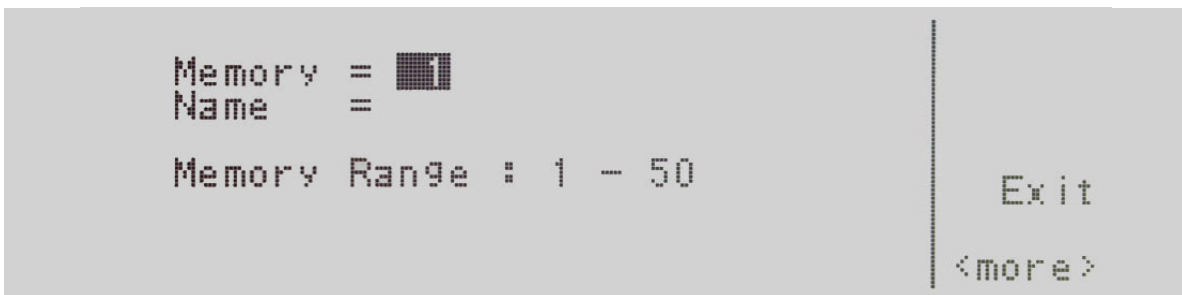 Memory = 1
Name =
Memory Range : 1 - 50
Exit
<more>